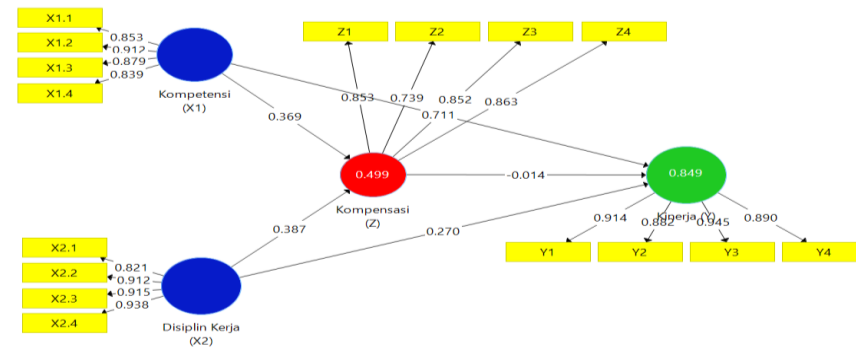 X1.1
X1.2
X1.3
X1.4
0.853
0.912
0.879
0.839
Kompetensi
(X1)
Z1
Z2
Z3
Z4
0.853
0.739
0.852
0.863
0.711
0.369
0.499
Kompensasi
(Z)
-0.014
0.849
Kinerja (Y)
0.914
0.882
0.945
0.890
Y1
Y2
Y3
Y4
0.387
0.270
X2.1
X2.2
X2.3
X2.4
0.821
0.912
0.915
0.938
Disiplin Kerja
(X2)